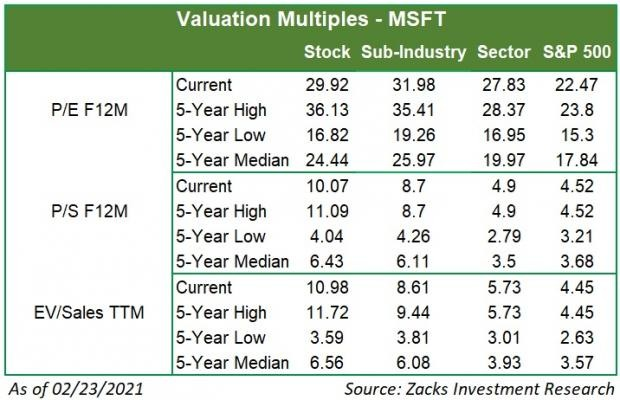 Valuation Multiples - MSFT
Stock Sub-Industry Sector S&P 500
Current 29.92 31.98 27.83 22.47
P/E F12M 5-Year High 36.13 35.41 28.37 23.8
5-Year Low 16.82 19.26 16.95 15.3
5-Year Median 24.44 25.97 19.97 17.84
Current 10.07 8.7 4.9 4.52
P/S F12M 5-Year High 11.09 8.7 4.9 4.52
5-Year Low 4.04 4.26 2.79 3.21
5-Year Median 6.43 6.11 3.5 3.68
Current 10.98 8.61 5.73 4.45
EV/Sales TTM 5-Year High 11.72 9.44 5.73 4.45
5-Year Low 3.59 3.81 3.01 2.63
5-Year Median 6.56 6.08 3.93 3.57
As of 02/23/2021 Source: Zacks Investment Research